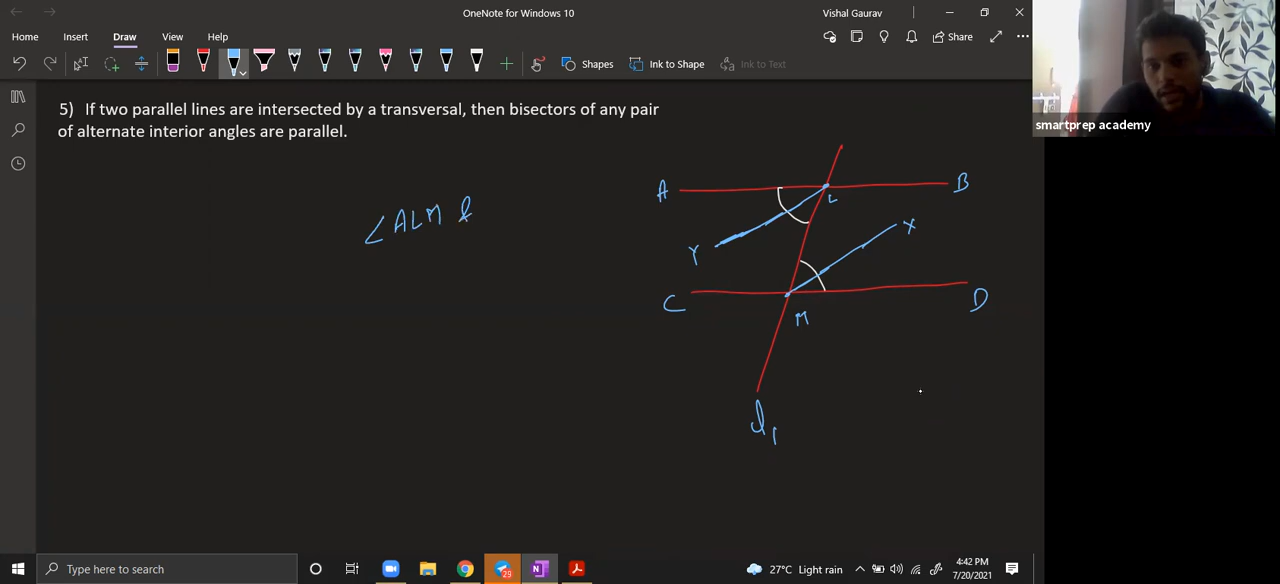 OneNote for Windows 10
Vishal Gaurav
Home Insert Draw View Help
Share
Shapes
Ink to Shape
Ink to Text
smartprep academy
5) If two parallel lines are intersected by a transversal, then bisectors of any pair
of alternate interior angles are parallel.
A B
L
∠ALM &
Y X
C D
M
l₁
Type here to search
29
27°C Light rain
4:42 PM
7/20/2021